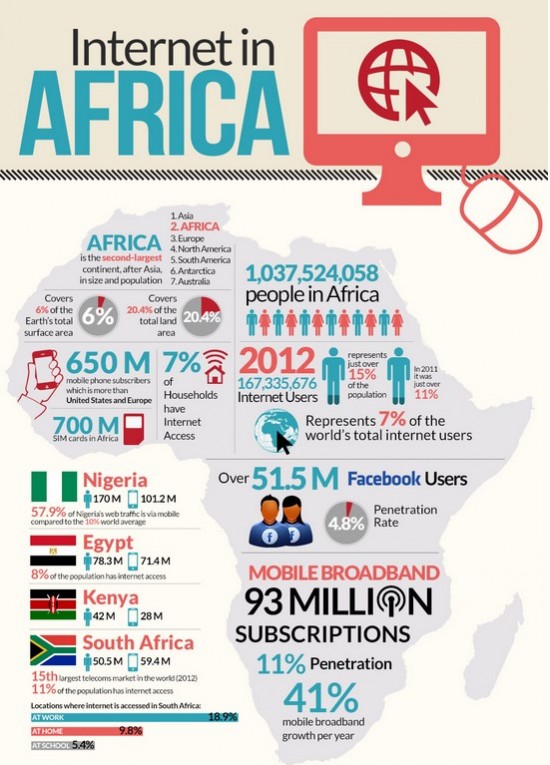 Internet in
AFRICA
AFRICA
is the second-largest
continent, after Asia,
in size and population
1. Asia
2. AFRICA
3. Europe
4. North America
5. South America
6. Antarctica
7. Australia
Covers
6% of the
Earth's total
surface area
6%
Covers
20.4% of the
total land
area
20.4%
1,037,524,058
people in Africa
650 M
mobile phone subscribers
which is more than
United States and Europe
700 M
SIM cards in Africa
7%
of
Households
have
Internet
Access
2012
167,335,676
Internet Users
represents
just over
15%
of the
population
In 2011
it was
just over
11%
Represents 7% of the
world's total internet users
Over 51.5 M Facebook Users
4.8%
Penetration
Rate
Nigeria
170 M 101.2 M
57.9% of Nigeria's web traffic is via mobile
compared to the 10% world average
Egypt
78.3 M 71.4 M
8% of the population has internet access
Kenya
42 M 28 M
South Africa
50.5 M 59.4 M
15th largest telecoms market in the world (2012)
11% of the population has internet access
Locations where internet is accessed in South Africa:
AT WORK 18.9%
AT HOME 9.8%
AT SCHOOL 5.4%
MOBILE BROADBAND
93 MILLION
SUBSCRIPTIONS
11% Penetration
41%
mobile broadband
growth per year